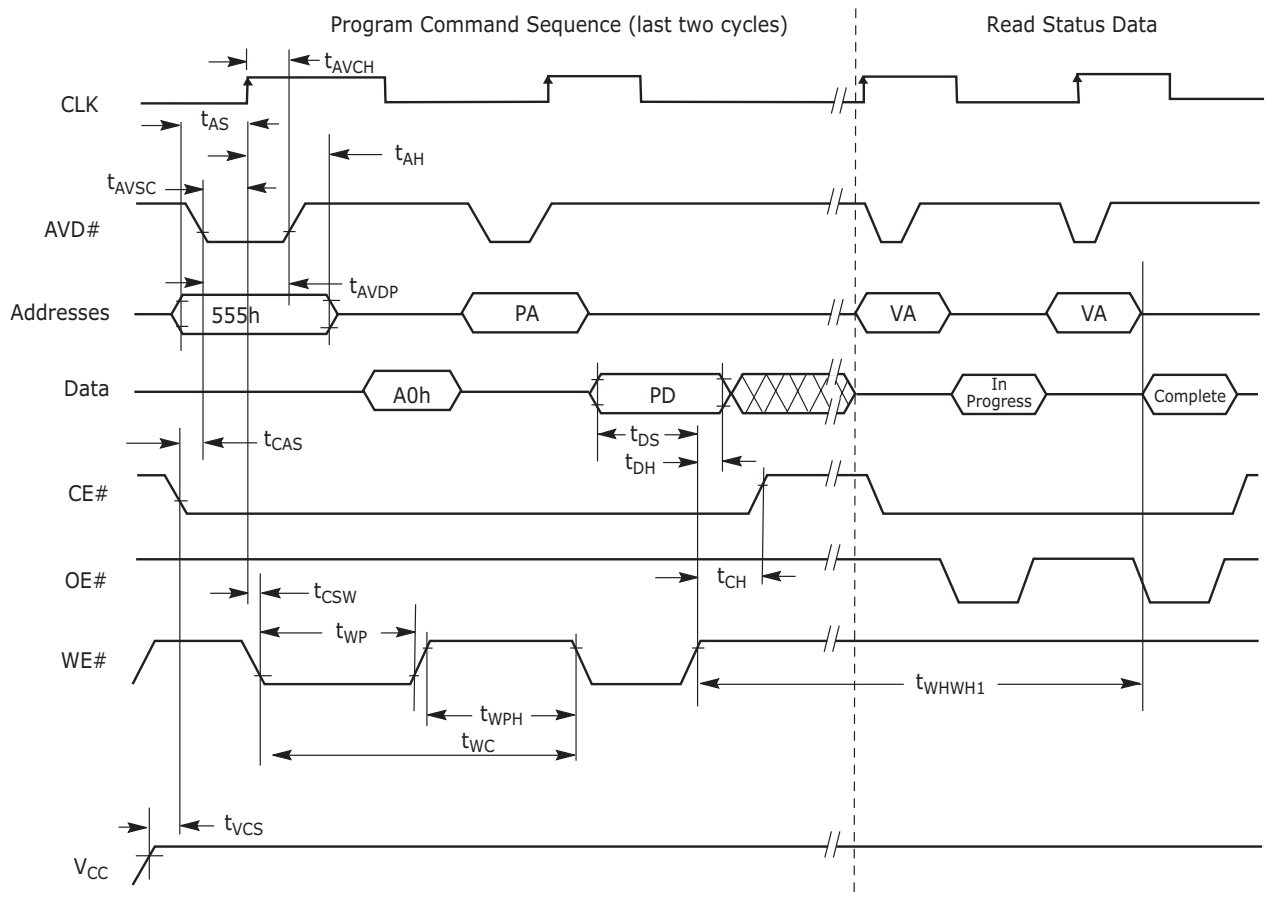 Program Command Sequence (last two cycles)
Read Status Data
tAVCH
CLK
tAS
tAH
tAVSC
AVD#
tAVDP
Addresses
555h
PA
VA
VA
Data
A0h
PD
In
Progress
Complete
tCAS
tDS
tDH
CE#
OE#
tCH
tCSW
tWP
WE#
tWHWH1
tWPH
tWC
tVCS
VCC